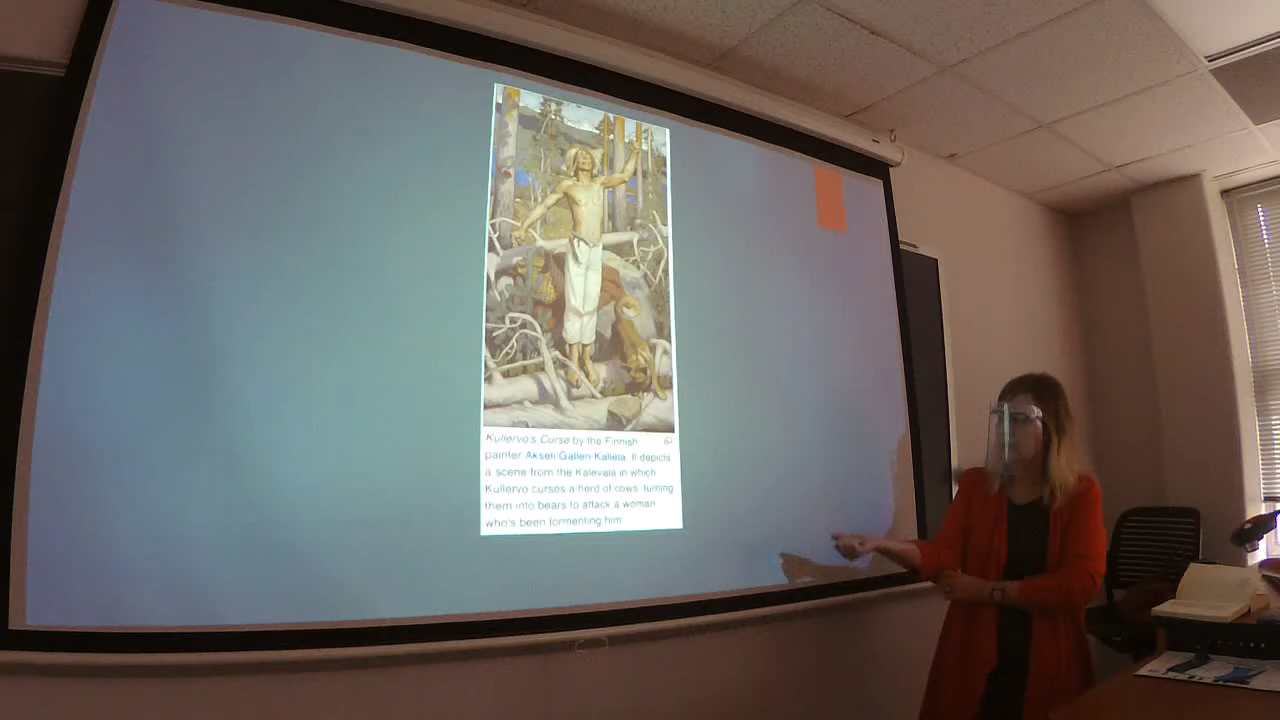 Kullervo's Curse by the Finnish
painter Akseli Gallen-Kallela. It depicts
a scene from the Kalevala in which
Kullervo curses a herd of cows, turning
them into bears to attack a woman
who's been tormenting him